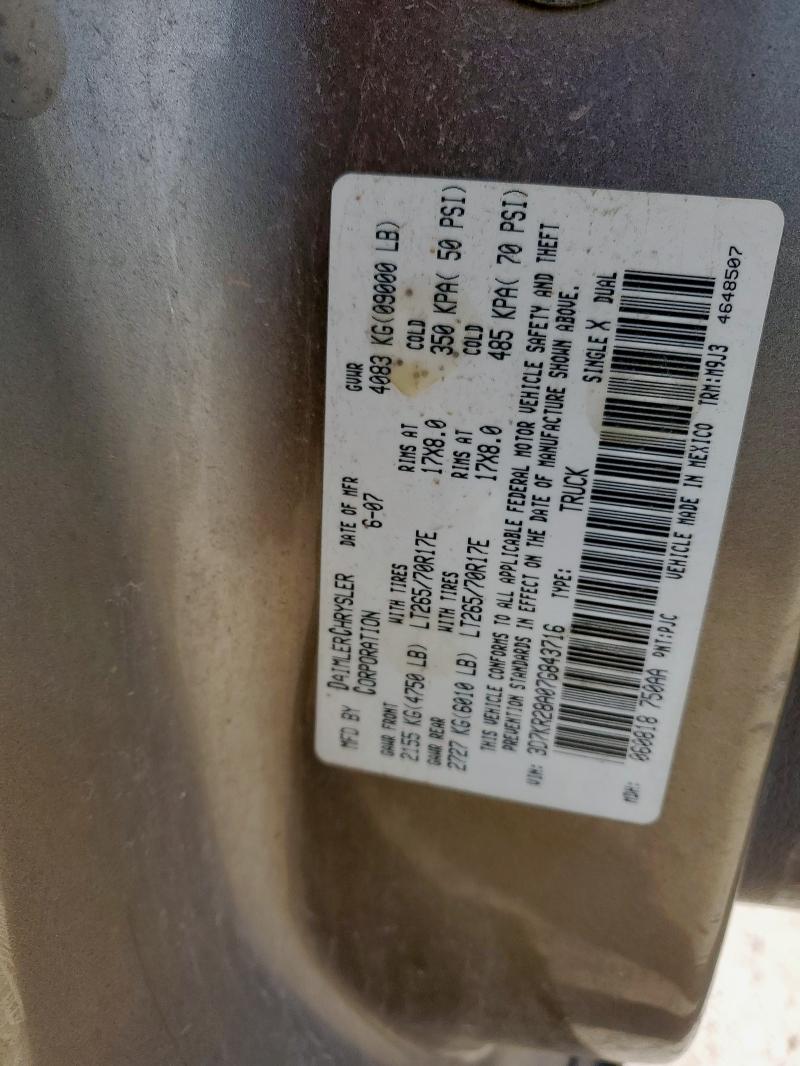 MFD BY DAIMLERCHRYSLER CORPORATION DATE OF MFR 6-07 GVWR 4083 KG(09000 LB)
GAWR FRONT WITH TIRES RIMS AT COLD
2155 KG(4750 LB) LT265/70R17E 17X8.0 350 KPA( 50 PSI)
GAWR REAR WITH TIRES RIMS AT COLD
2727 KG(6010 LB) LT265/70R17E 17X8.0 485 KPA( 70 PSI)
THIS VEHICLE CONFORMS TO ALL APPLICABLE FEDERAL MOTOR VEHICLE SAFETY AND THEFT
PREVENTION STANDARDS IN EFFECT ON THE DATE OF MANUFACTURE SHOWN ABOVE.
VIN: 3D7KR28A07G843716 TYPE: TRUCK SINGLE X DUAL
MDH: 060818 750AA PNT:PJC VEHICLE MADE IN MEXICO TRM:M9J3 4648507